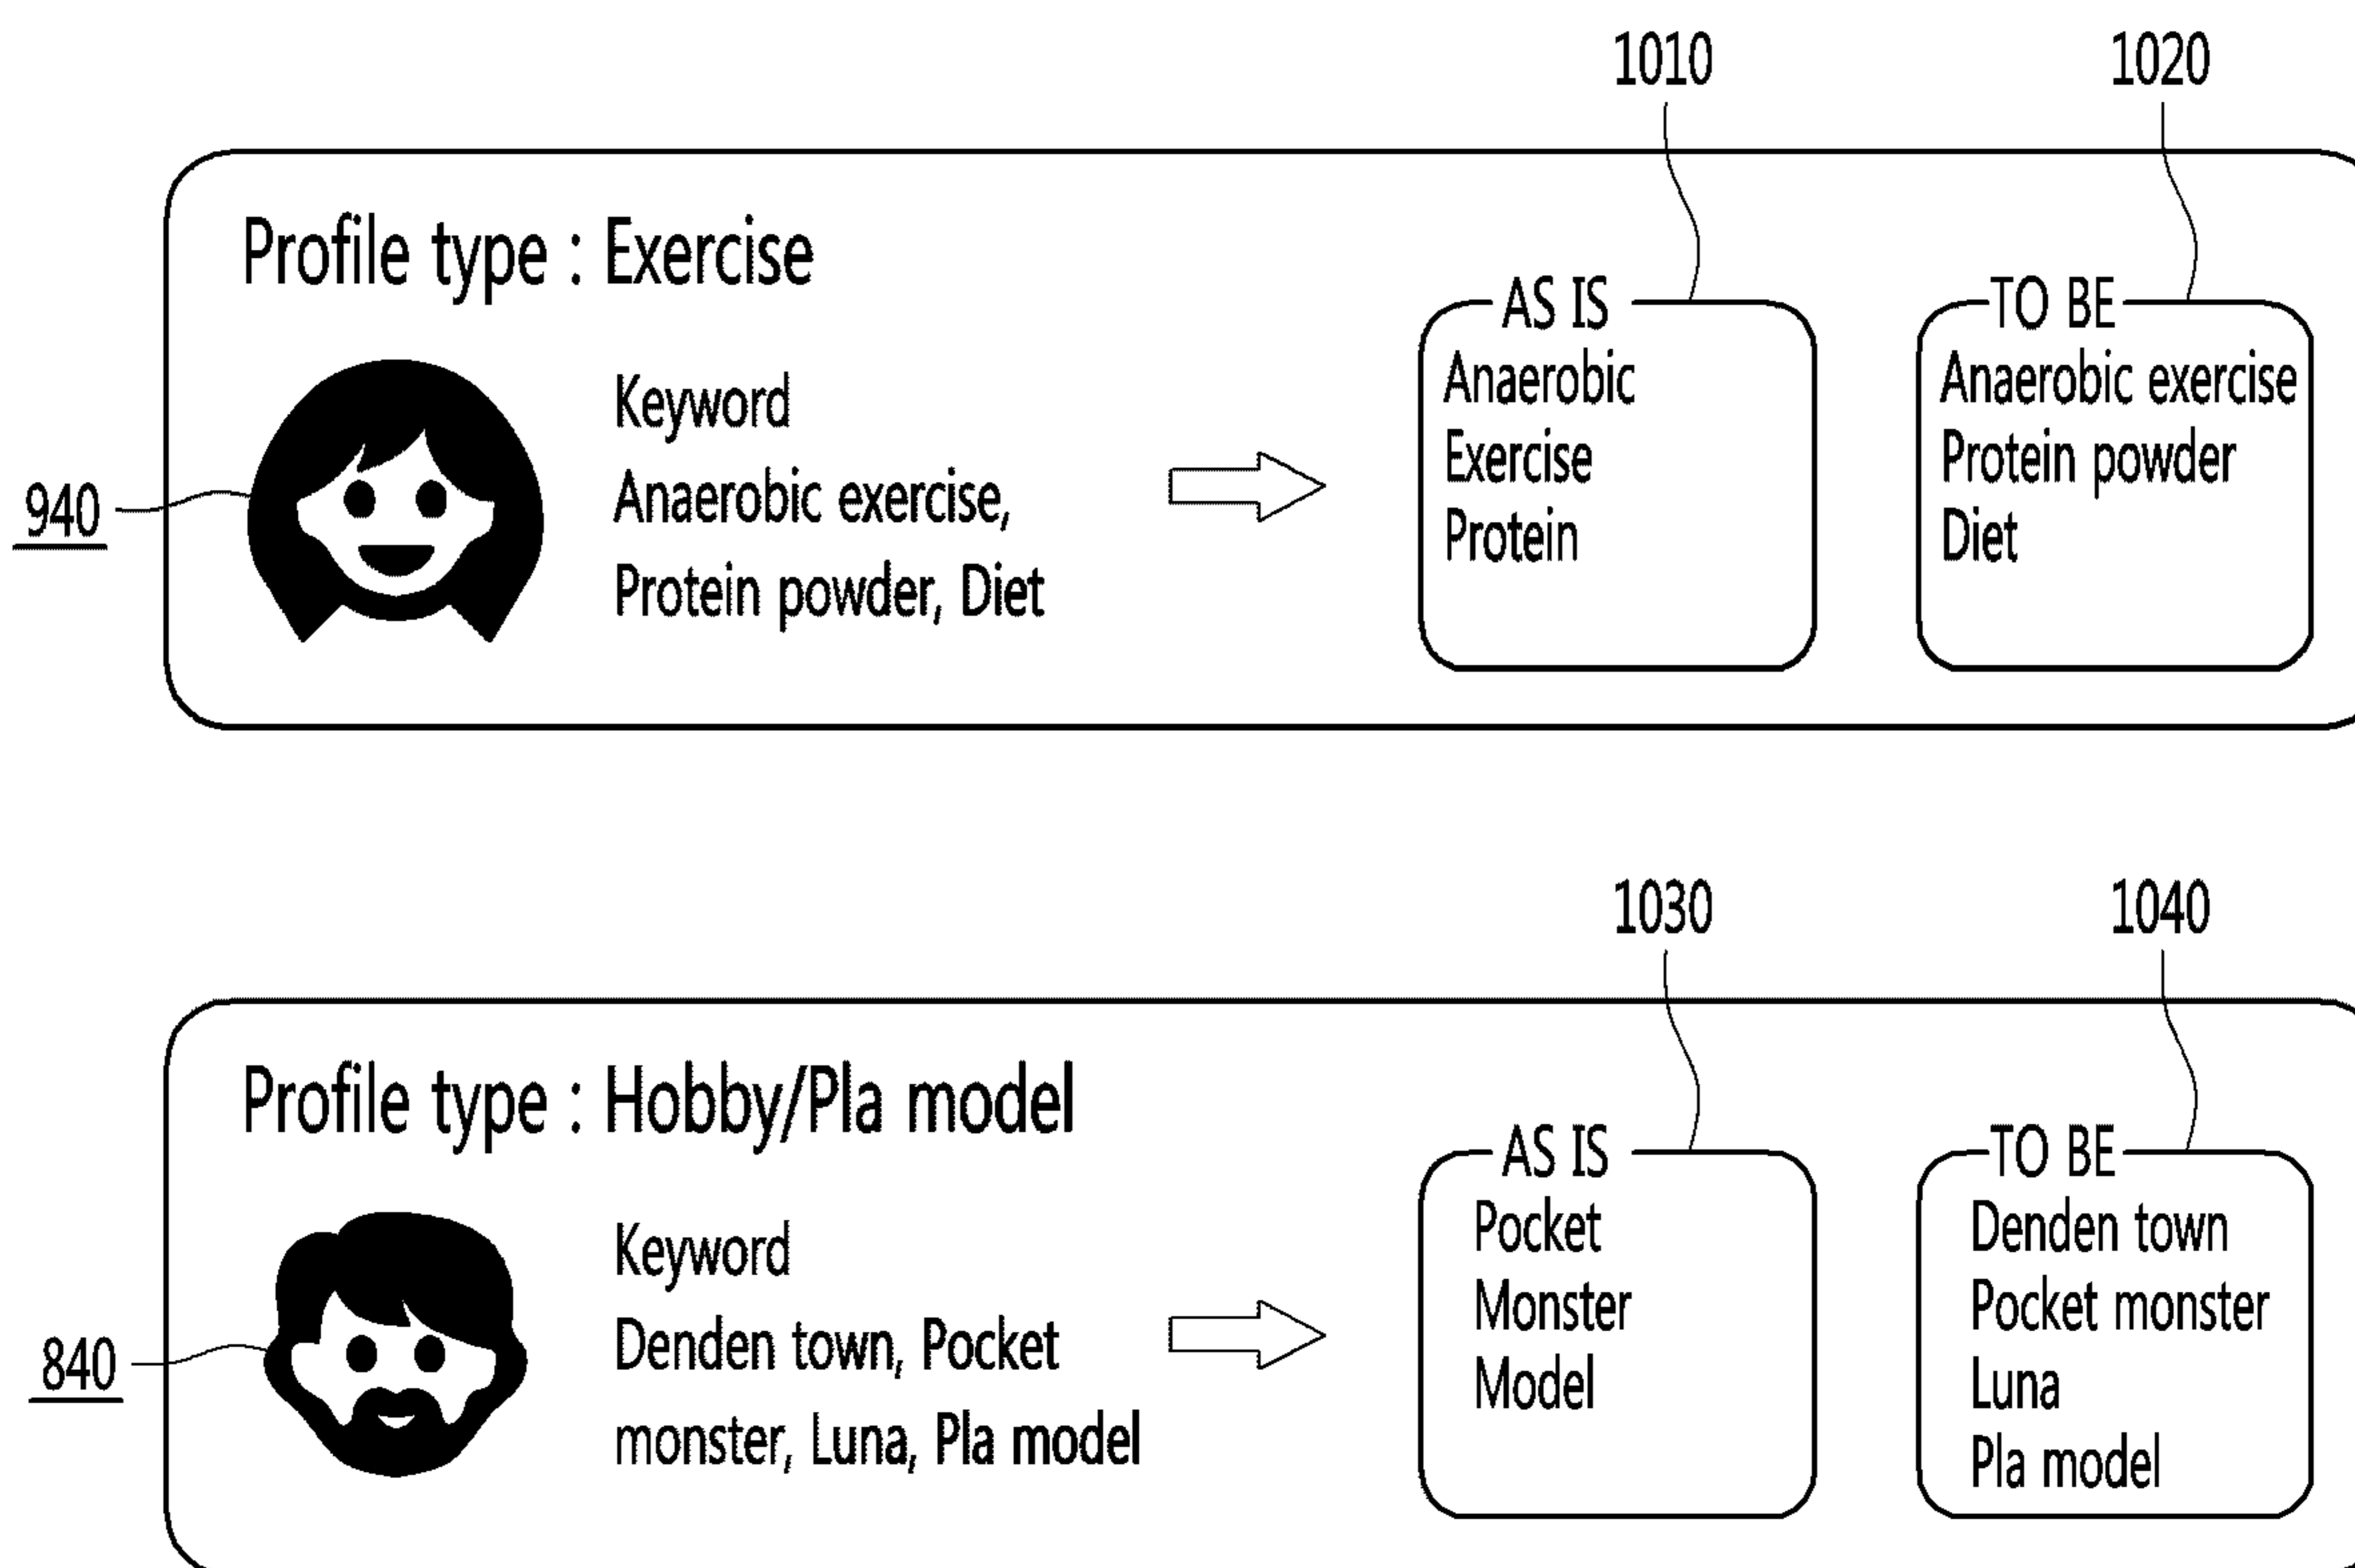 1010
1020
Profile type : Exercise
940
Keyword
Anaerobic exercise,
Protein powder, Diet
AS IS
Anaerobic
Exercise
Protein
TO BE
Anaerobic exercise
Protein powder
Diet
1030
1040
Profile type : Hobby/Pla model
840
Keyword
Denden town, Pocket
monster, Luna, Pla model
AS IS
Pocket
Monster
Model
TO BE
Denden town
Pocket monster
Luna
Pla model